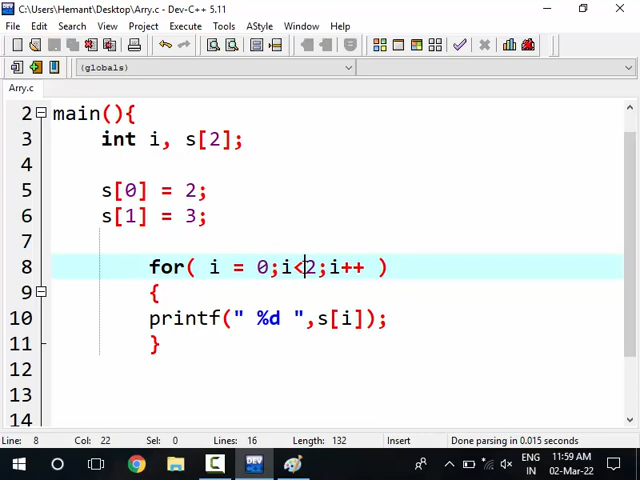 C:\Users\Hemant\Desktop\Arry.c - Dev-C++ 5.11
File Edit Search View Project Execute Tools AStyle Window Help
(globals)
Arry.c
2 main(){
3 int i, s[2];
4
5 s[0] = 2;
6 s[1] = 3;
7
8 for( i = 0;i<2;i++ )
9 {
10 printf(" %d ",s[i]);
11 }
12
13
14
Line: 8 Col: 22 Sel: 0 Lines: 16 Length: 132 Insert Done parsing in 0.015 seconds
ENG 11:59 AM
IN 02-Mar-22